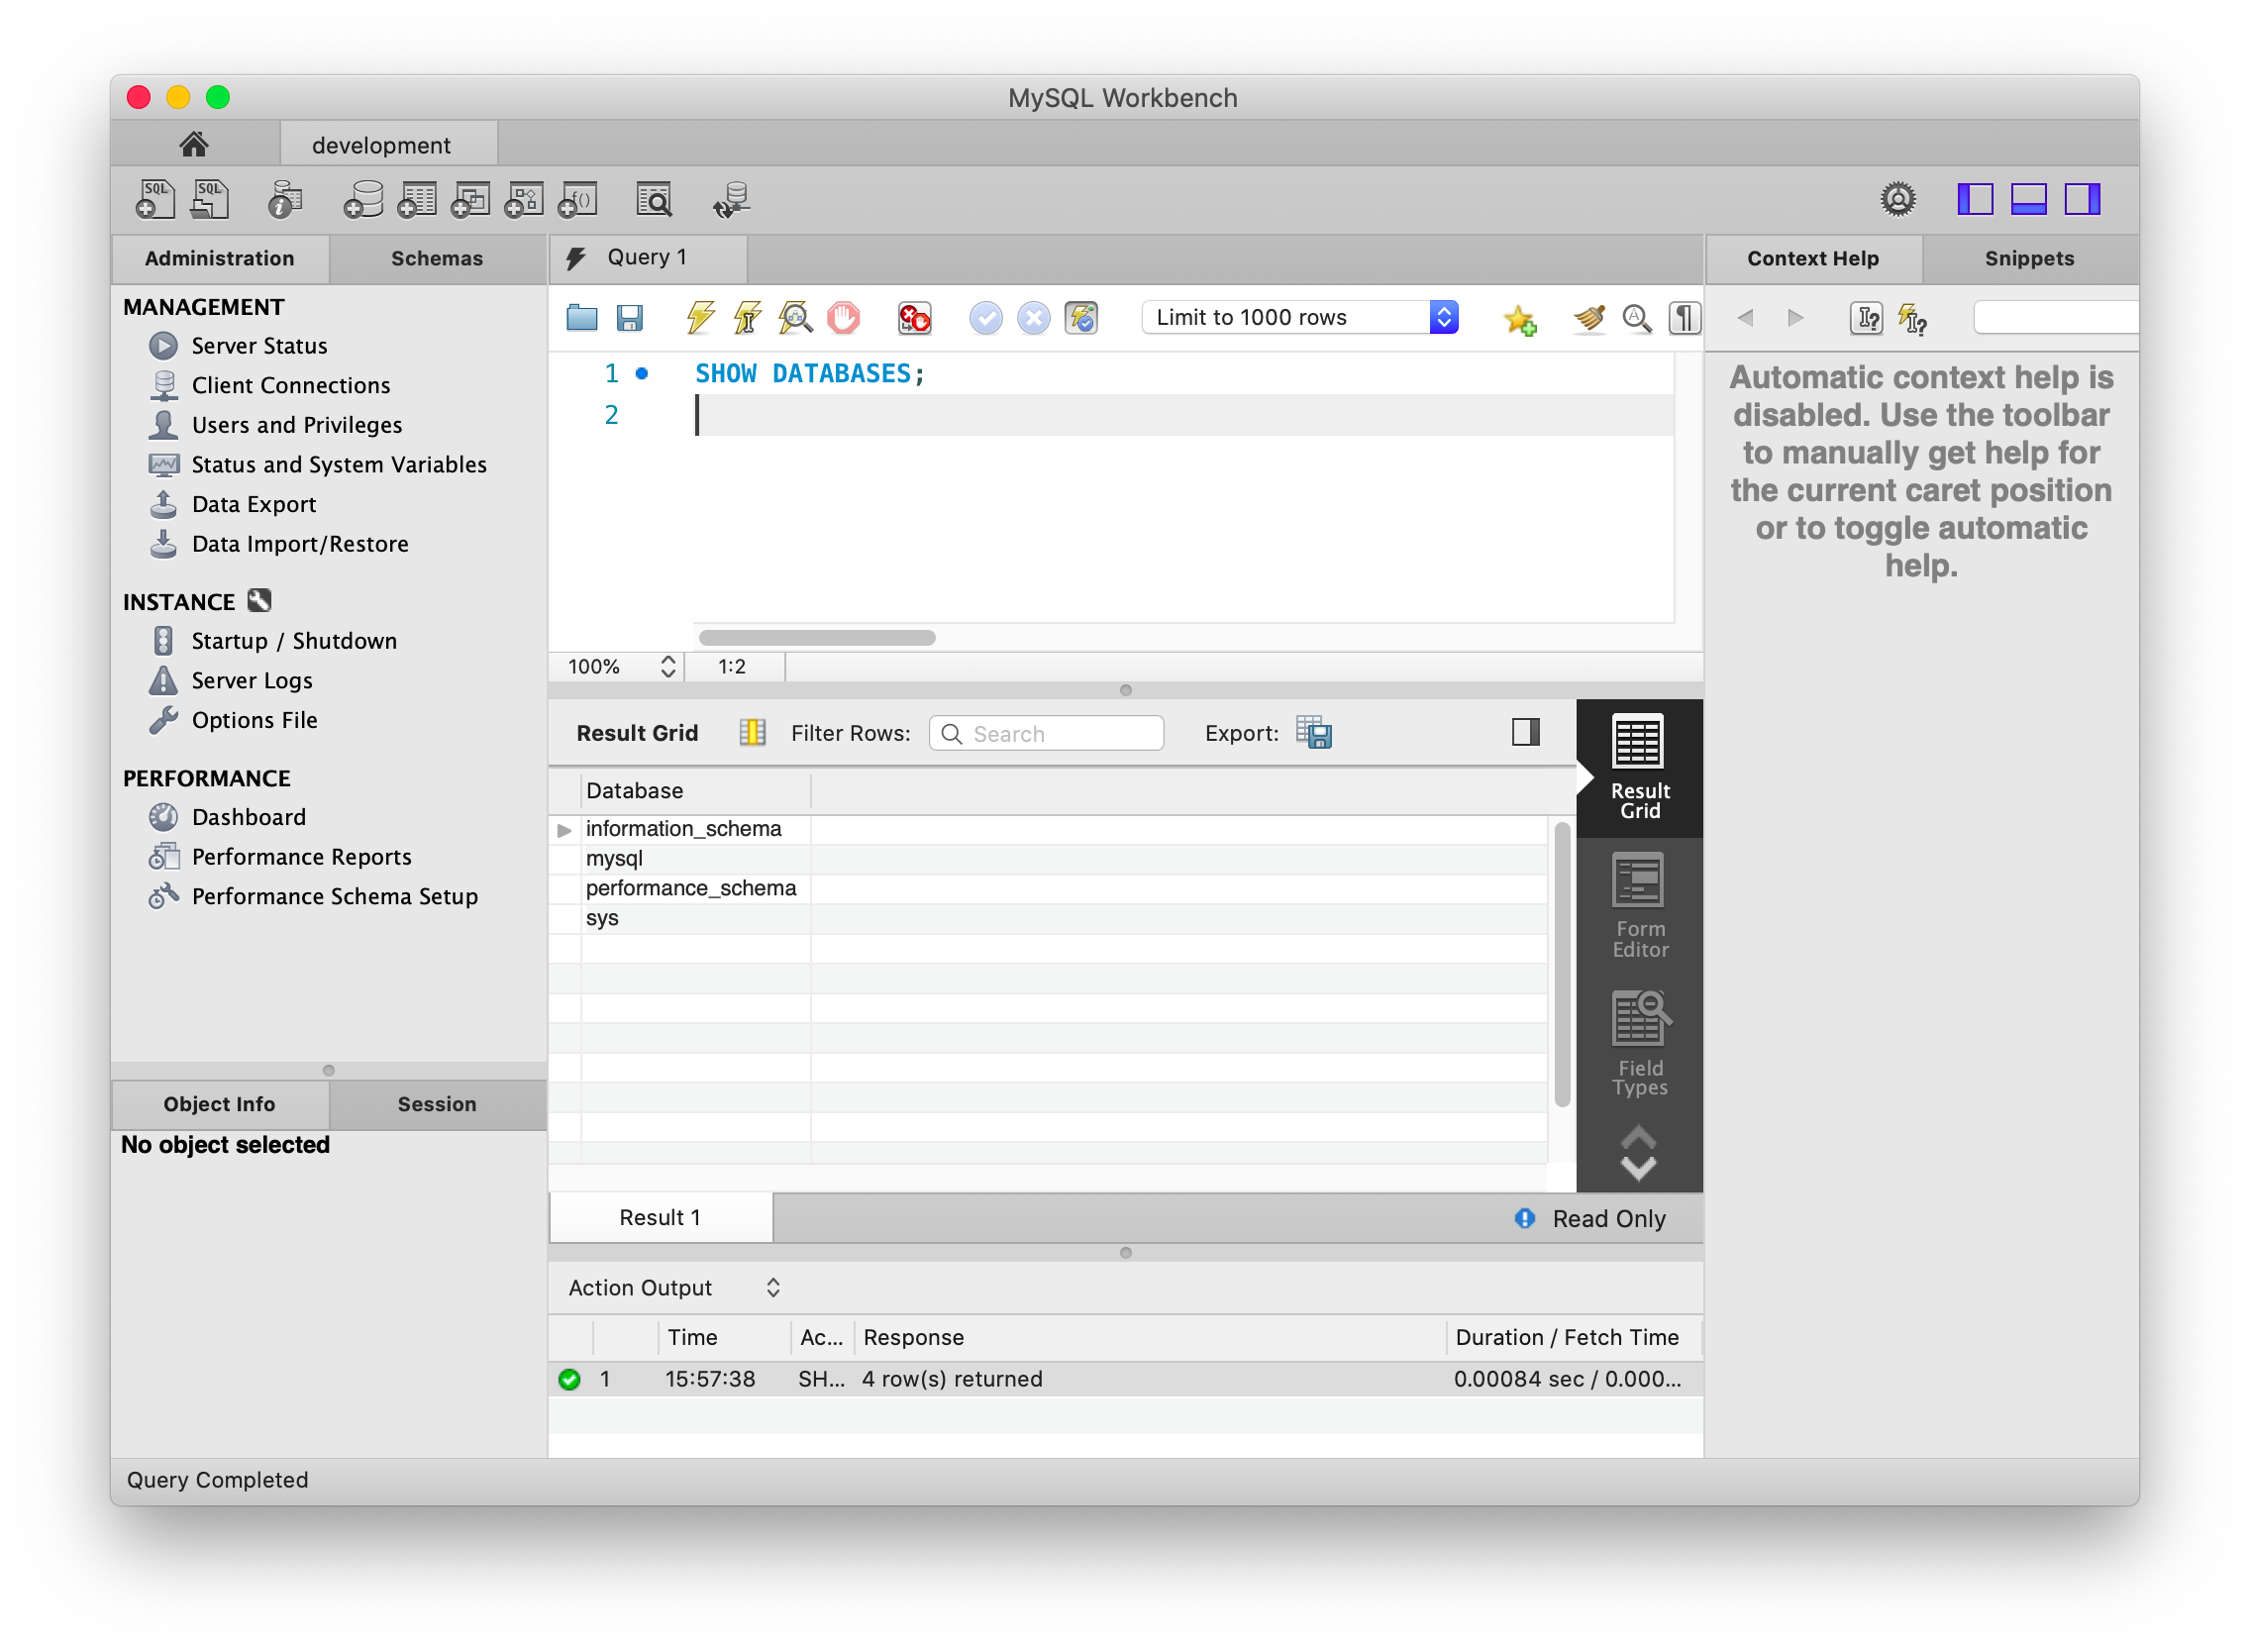 MySQL Workbench
development
SQL
SQL
Administration
Schemas
Query 1
Context Help
Snippets
MANAGEMENT
Server Status
Client Connections
Users and Privileges
Status and System Variables
Data Export
Data Import/Restore
INSTANCE
Startup / Shutdown
Server Logs
Options File
PERFORMANCE
Dashboard
Performance Reports
Performance Schema Setup
Object Info
Session
No object selected
Limit to 1000 rows
1 SHOW DATABASES;
2
100%
1:2
Result Grid
Filter Rows:
Search
Export:
Database
information_schema
mysql
performance_schema
sys
Result
Grid
Form
Editor
Field
Types
Result 1
Read Only
Action Output
Time Ac... Response Duration / Fetch Time
1 15:57:38 SH... 4 row(s) returned 0.00084 sec / 0.000...
Automatic context help is
disabled. Use the toolbar
to manually get help for
the current caret position
or to toggle automatic
help.
Query Completed